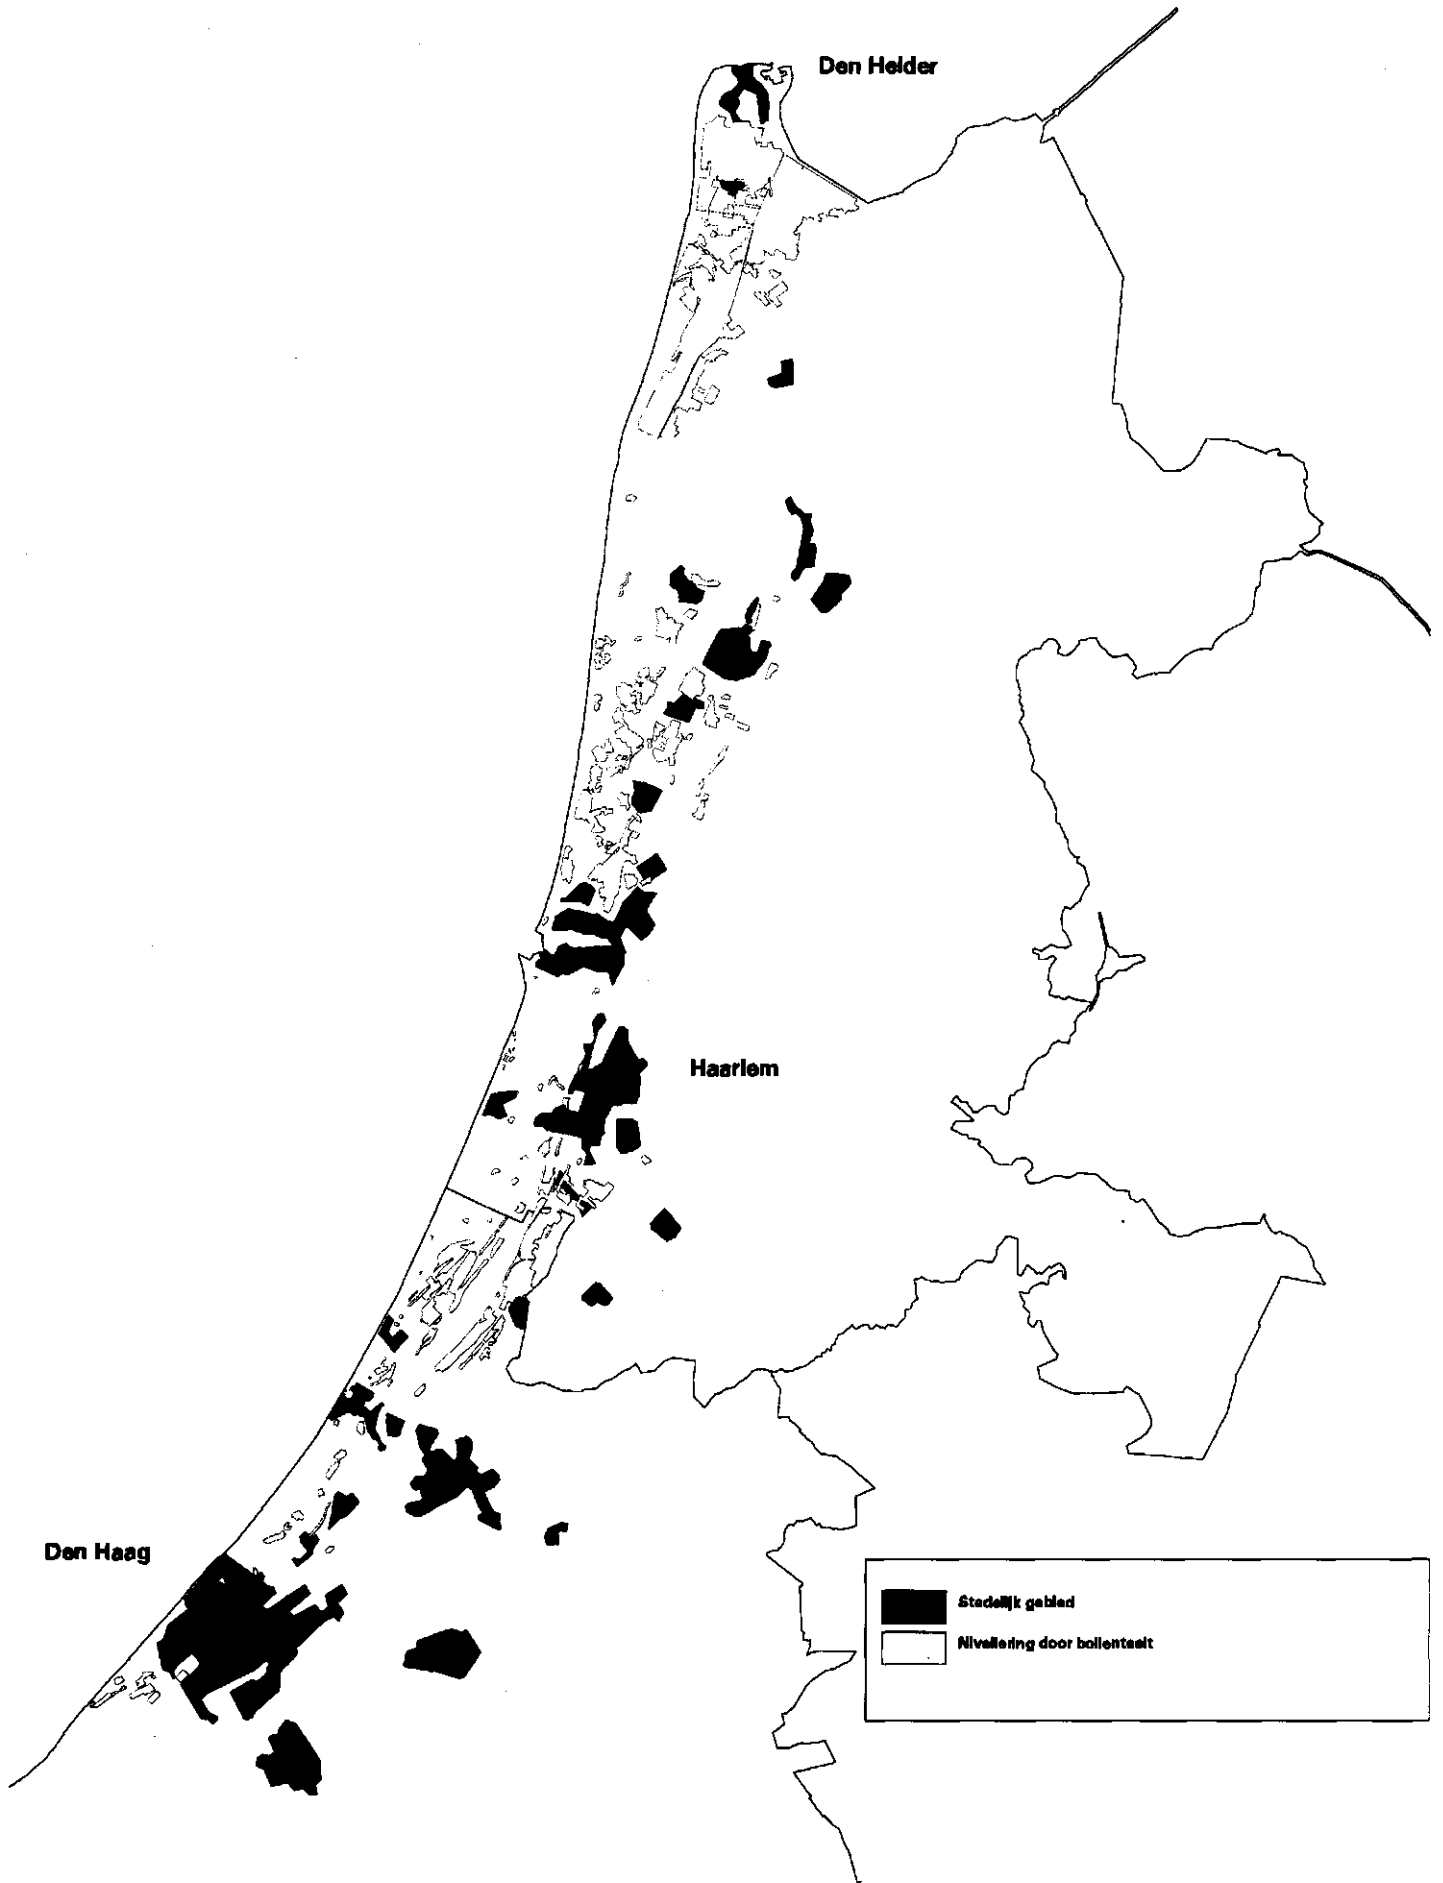 Den Helder
Haarlem
Den Haag
Stedelijk gebied
Nivellering door bollenteelt